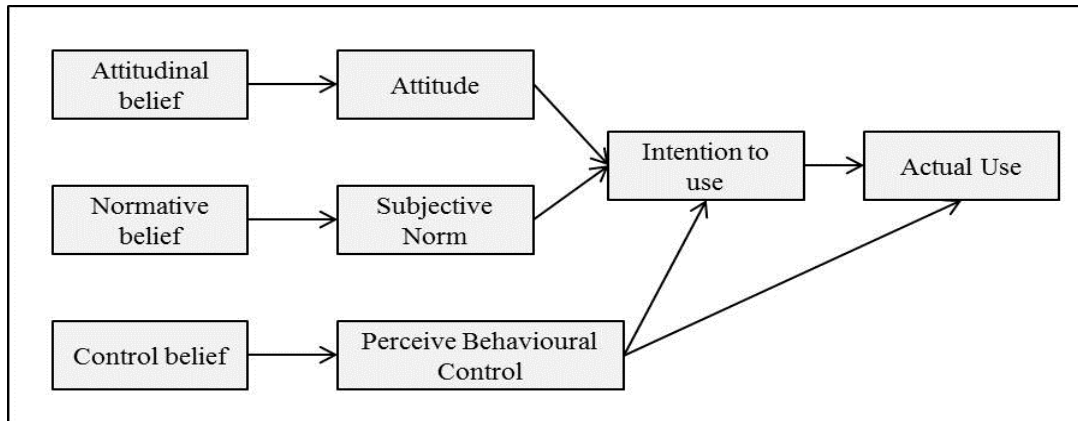 Attitudinal
belief
Attitude
Intention to
use
Actual Use
Normative
belief
Subjective
Norm
Control belief
Perceive Behavioural
Control